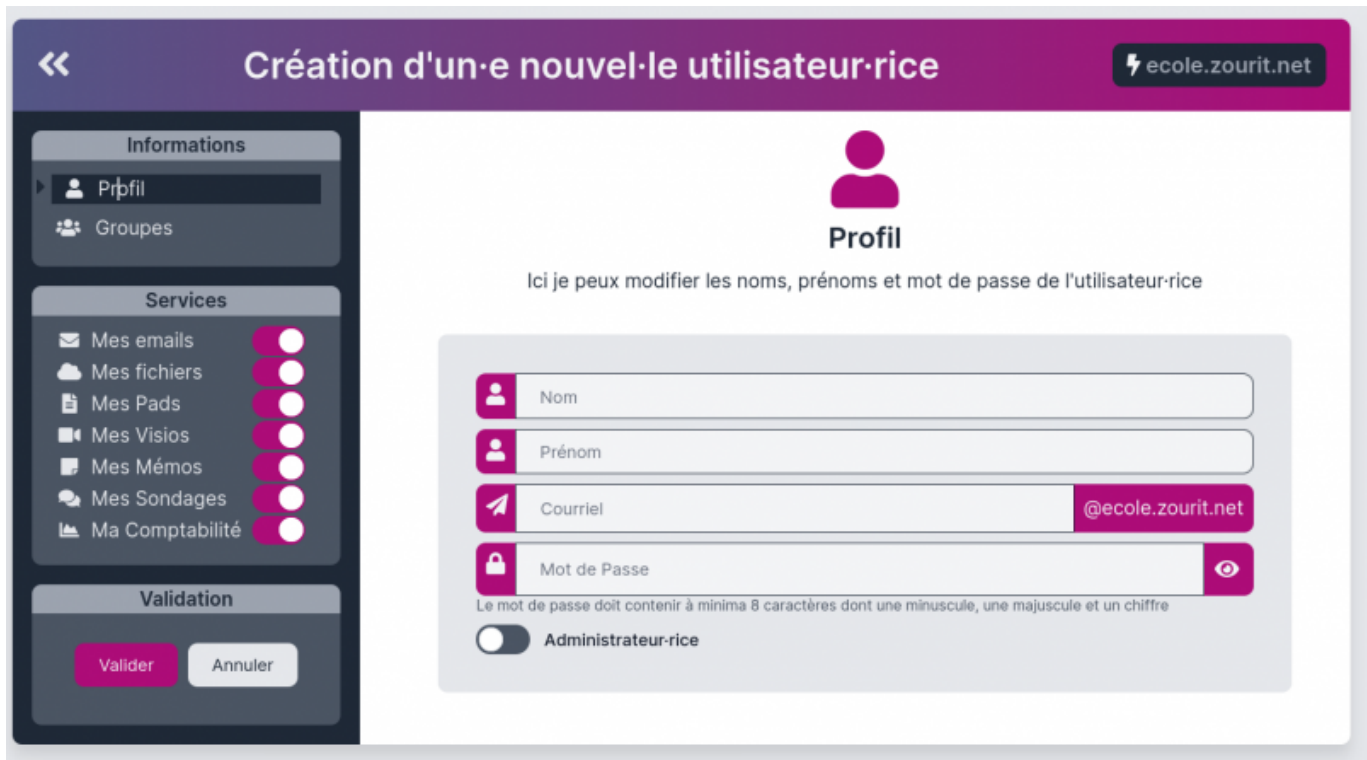 Création d'un·e nouvel·le utilisateur·rice
ecole.zourit.net
Informations
Profil
Groupes
Services
Mes emails
Mes fichiers
Mes Pads
Mes Visios
Mes Mémos
Mes Sondages
Ma Comptabilité
Validation
Valider
Annuler
Profil
Ici je peux modifier les noms, prénoms et mot de passe de l'utilisateur·rice
Nom
Prénom
Courriel
@ecole.zourit.net
Mot de Passe
Le mot de passe doit contenir à minima 8 caractères dont une minuscule, une majuscule et un chiffre
Administrateur·rice